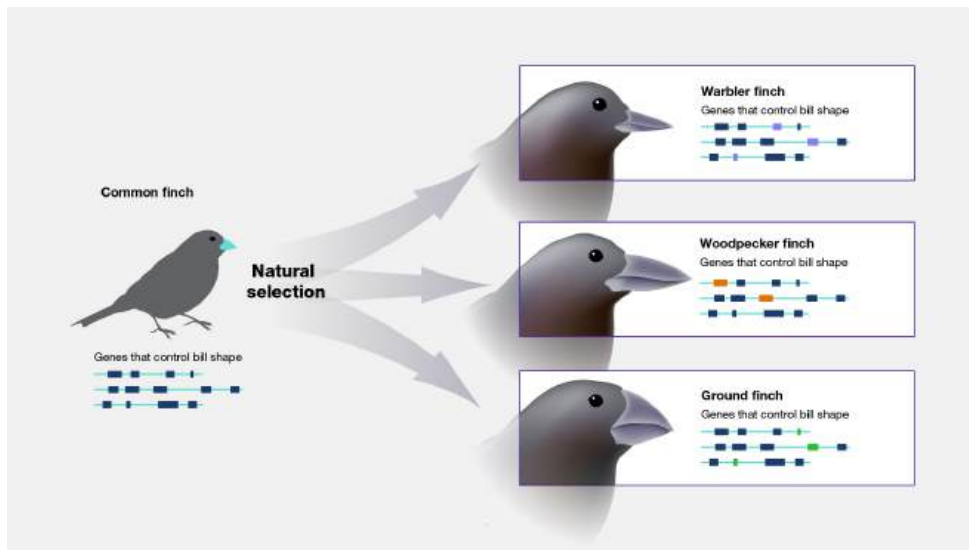 Common finch
Genes that control bill shape
Natural
selection
Warbler finch
Genes that control bill shape
Woodpecker finch
Genes that control bill shape
Ground finch
Genes that control bill shape